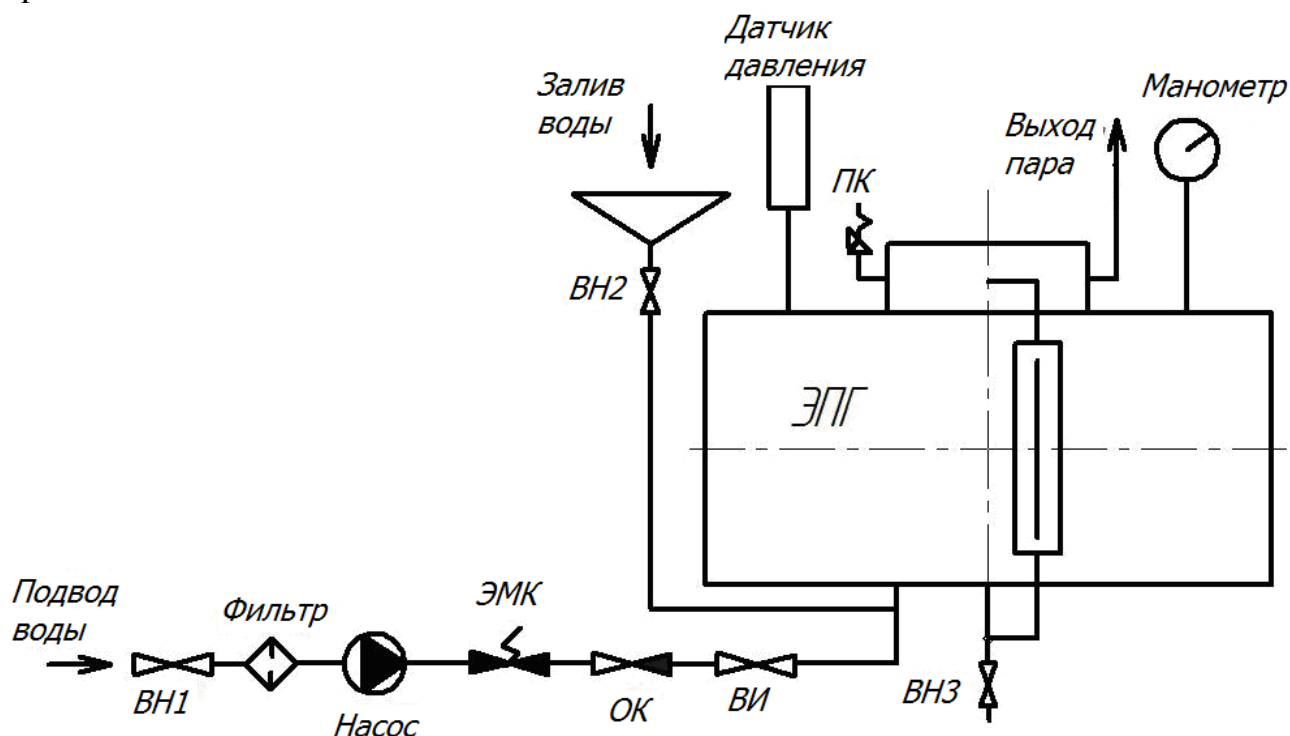 Датчик
давления
Залив
воды
Манометр
Выход
пара
ПК
ВН2
ЭПГ
Подвод
воды
Фильтр
ЭМК
ВН1
Насос
ОК
ВИ
ВН3